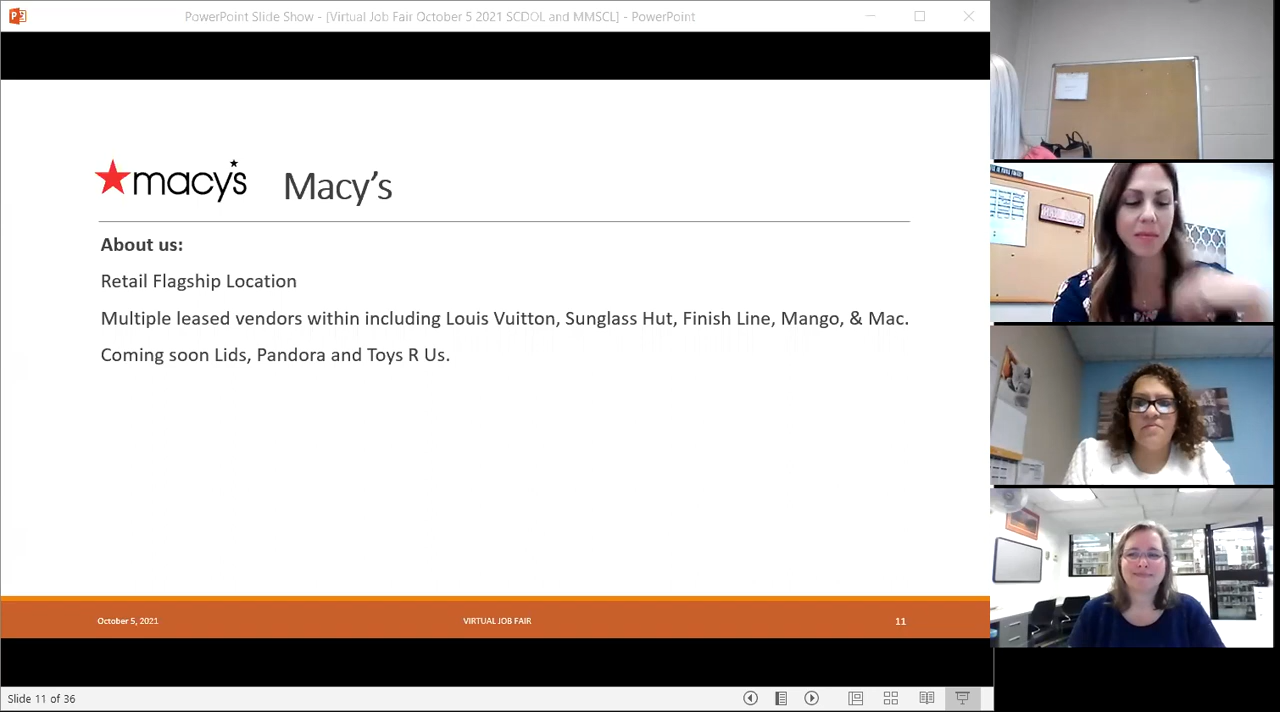 PowerPoint Slide Show - [Virtual Job Fair October 5 2021 SCDOL and MMSCL] - PowerPoint
macy's
Macy's
About us:
Retail Flagship Location
Multiple leased vendors within including Louis Vuitton, Sunglass Hut, Finish Line, Mango, & Mac.
Coming soon Lids, Pandora and Toys R Us.
October 5, 2021
VIRTUAL JOB FAIR
11
Slide 11 of 36